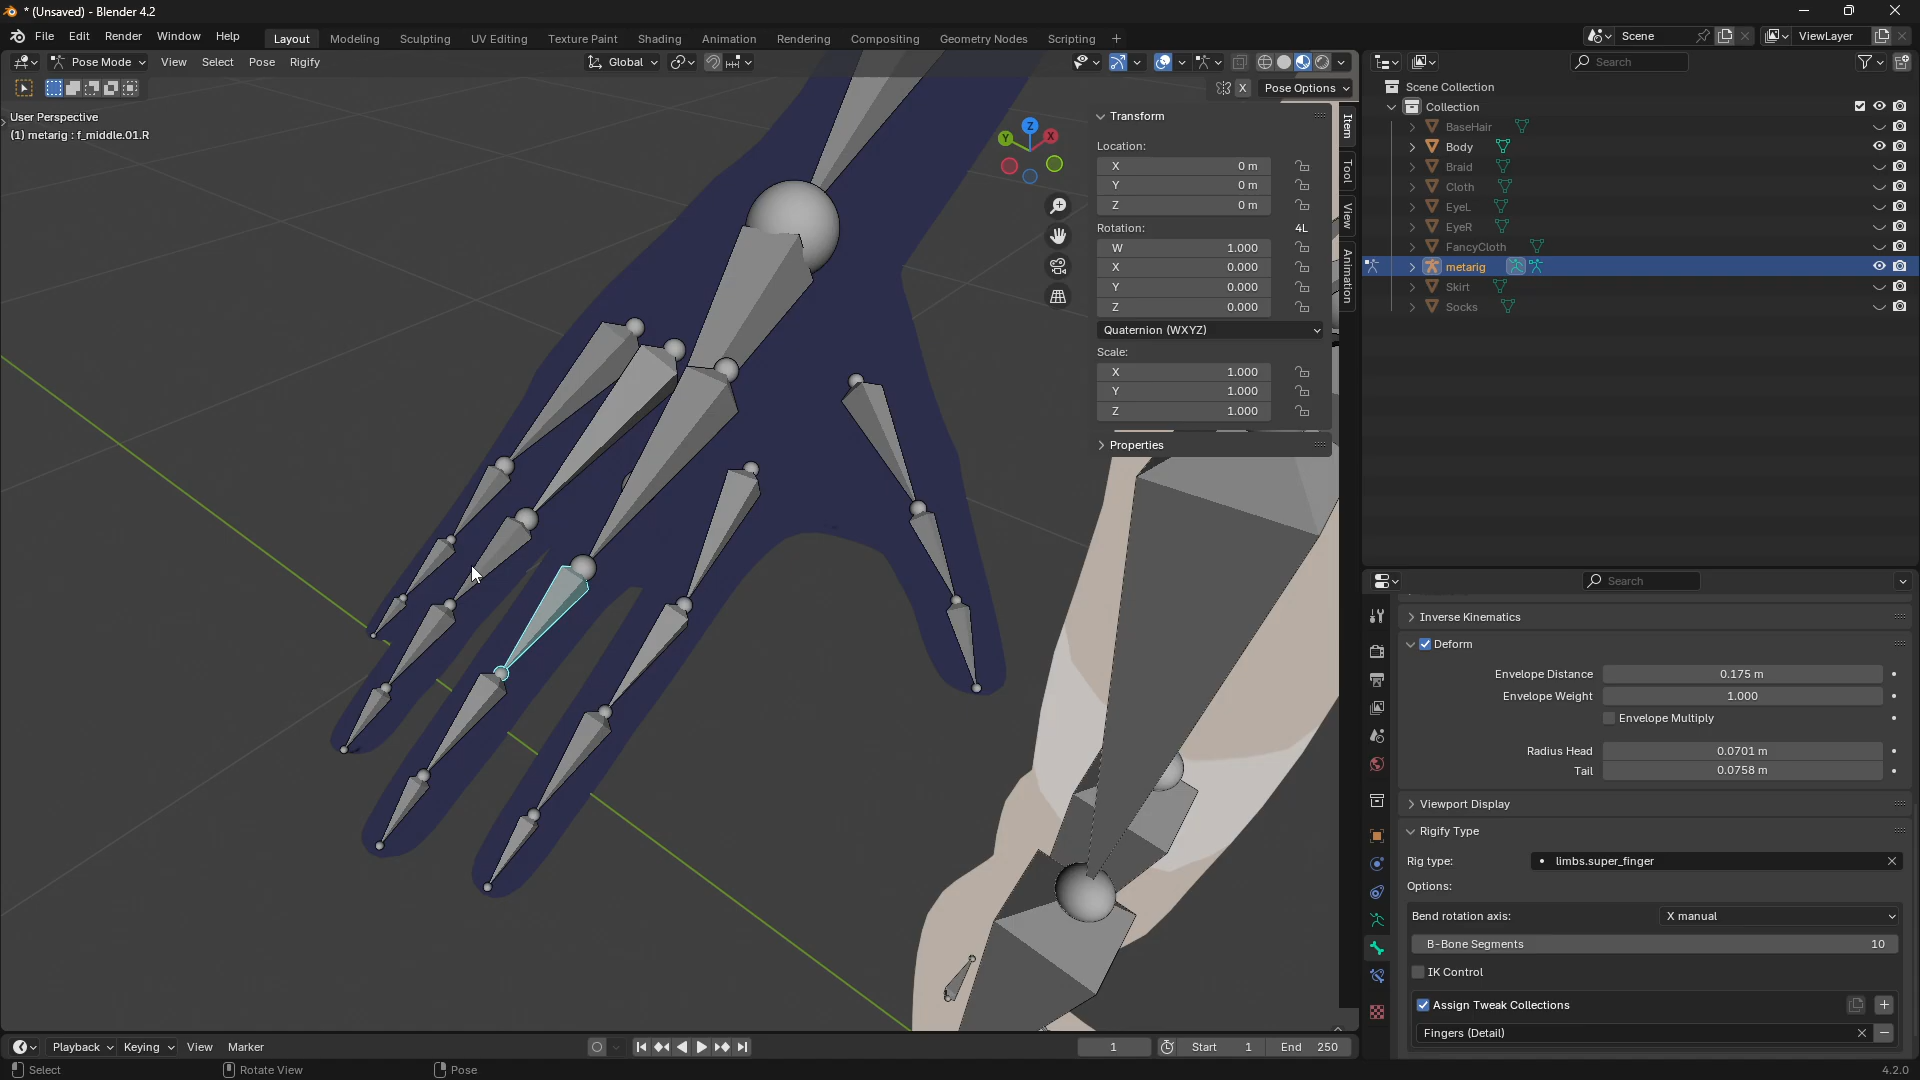 * (Unsaved) - Blender 4.2
File Edit Render Window Help
Layout Modeling Sculpting UV Editing Texture Paint Shading Animation Rendering Compositing Geometry Nodes Scripting +
Scene
ViewLayer
Pose Mode View Select Pose Rigify
Global
X Pose Options
Search
User Perspective
(1) metarig : f_middle.01.R
Z
Y
X
Transform
Location:
X 0 m
Y 0 m
Z 0 m
Rotation: 4L
W 1.000
X 0.000
Y 0.000
Z 0.000
Quaternion (WXYZ)
Scale:
X 1.000
Y 1.000
Z 1.000
Properties
Item
Tool
View
Animation
Scene Collection
Collection
BaseHair
Body
Braid
Cloth
EyeL
EyeR
FancyCloth
metarig
Skirt
Socks
Search
Inverse Kinematics
Deform
Envelope Distance 0.175 m
Envelope Weight 1.000
Envelope Multiply
Radius Head 0.0701 m
Tail 0.0758 m
Viewport Display
Rigify Type
Rig type: limbs.super_finger
Options:
Bend rotation axis: X manual
B-Bone Segments 10
IK Control
Assign Tweak Collections
Fingers (Detail)
Playback Keying View Marker
1
Start 1
End 250
Select
Rotate View
Pose
4.2.0